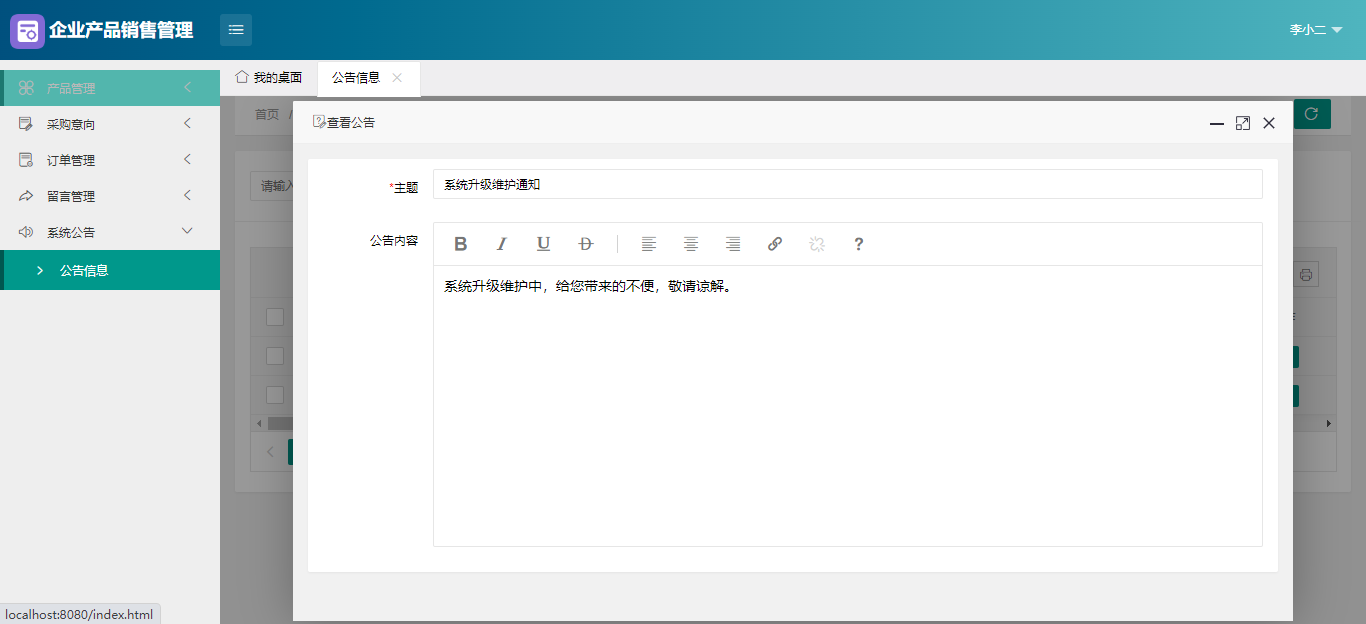 企业产品销售管理
李小二
产品管理
采购意向
订单管理
留言管理
系统公告
公告信息
我的桌面
公告信息
首页 /
查看公告
请输入
*主题
系统升级维护通知
公告内容
B I U D ?
系统升级维护中，给您带来的不便，敬请谅解。
localhost:8080/index.html